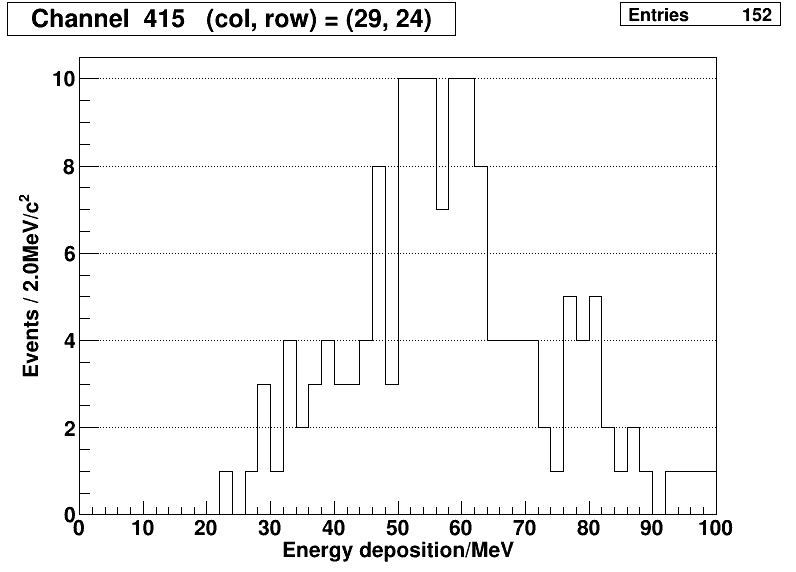 Channel 415 (col, row) = (29, 24)
Entries 152
10
8
6
4
2
0
Events / 2.0MeV/c²
0 10 20 30 40 50 60 70 80 90 100
Energy deposition/MeV